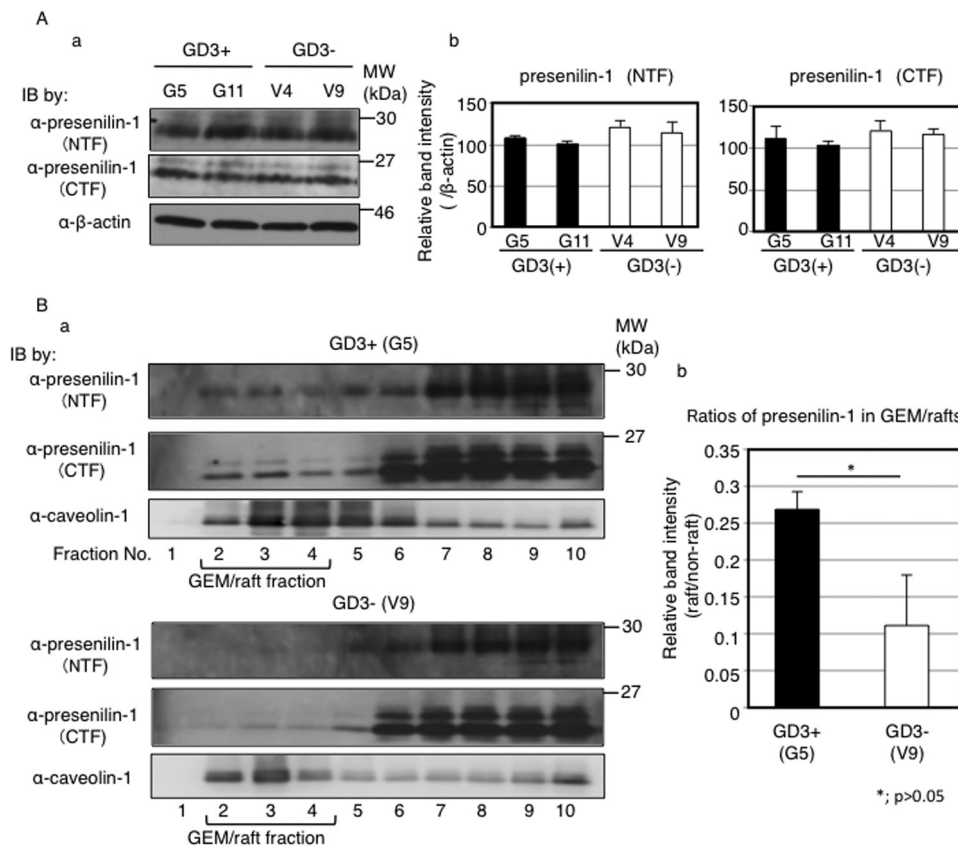 A
a
GD3+ GD3-
MW
(kDa)
IB by:
G5 G11 V4 V9
α-presenilin-1
(NTF)
30
α-presenilin-1
(CTF)
27
α-β-actin
46
b
presenilin-1 (NTF)
Relative band intensity
( /β-actin)
150
100
50
0
G5 G11 V4 V9
GD3(+) GD3(-)
presenilin-1 (CTF)
150
100
50
0
G5 G11 V4 V9
GD3(+) GD3(-)
B
a
IB by:
GD3+ (G5)
MW
(kDa)
α-presenilin-1
(NTF)
30
α-presenilin-1
(CTF)
27
α-caveolin-1
Fraction No. 1 2 3 4 5 6 7 8 9 10
GEM/raft fraction
GD3- (V9)
α-presenilin-1
(NTF)
30
α-presenilin-1
(CTF)
27
α-caveolin-1
1 2 3 4 5 6 7 8 9 10
GEM/raft fraction
b
Ratios of presenilin-1 in GEM/rafts
Relative band intensity
(raft/non-raft)
0.35
0.3
0.25
0.2
0.15
0.1
0.05
0
*
GD3+
(G5)
GD3-
(V9)
*; p>0.05